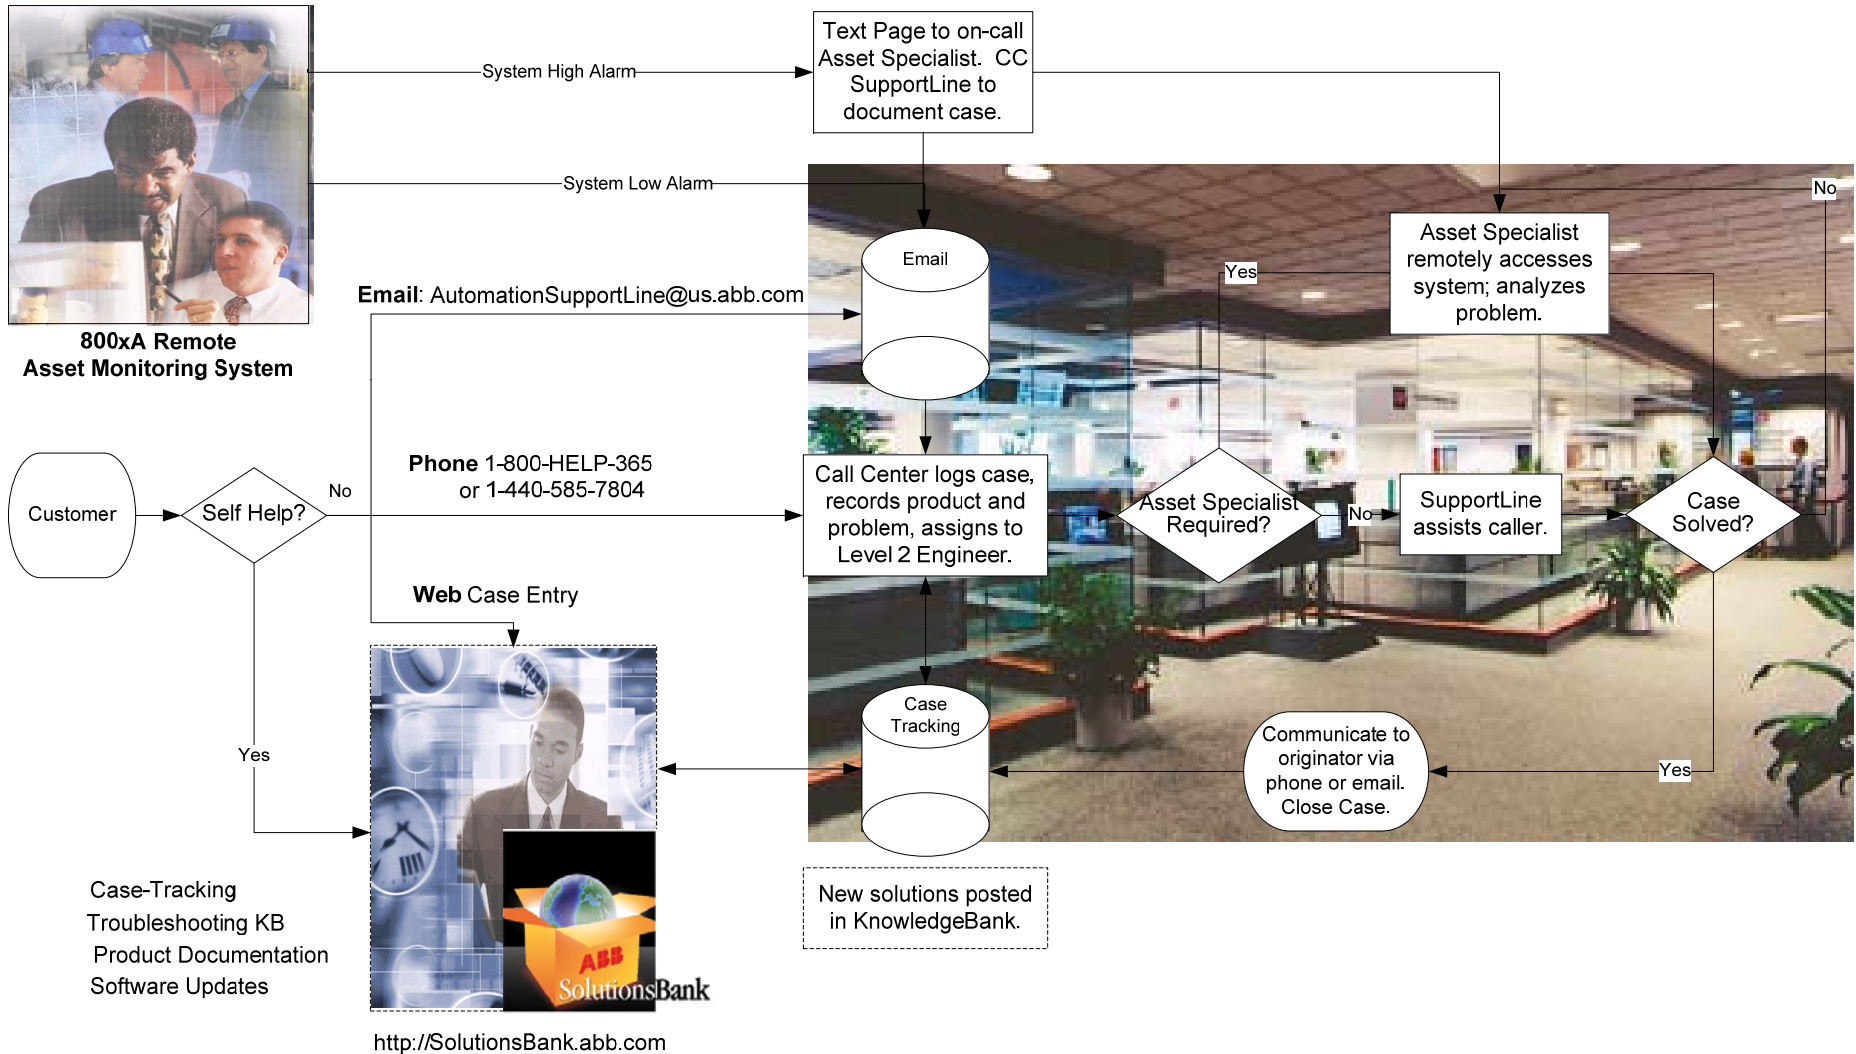 Text Page to on-call
Asset Specialist. CC
SupportLine to
document case.
System High Alarm
System Low Alarm
No
Email
Asset Specialist
remotely accesses
system; analyzes
problem.
Yes
Email: AutomationSupportLine@us.abb.com
800xA Remote
Asset Monitoring System
Phone 1-800-HELP-365
or 1-440-585-7804
Customer
Self Help?
No
Call Center logs case,
records product and
problem, assigns to
Level 2 Engineer.
Asset Specialist
Required?
No
SupportLine
assists caller.
Case
Solved?
Web Case Entry
Yes
Case
Tracking
Communicate to
originator via
phone or email.
Close Case.
Yes
Case-Tracking
Troubleshooting KB
Product Documentation
Software Updates
New solutions posted
in KnowledgeBank.
ABB
SolutionsBank
http://SolutionsBank.abb.com